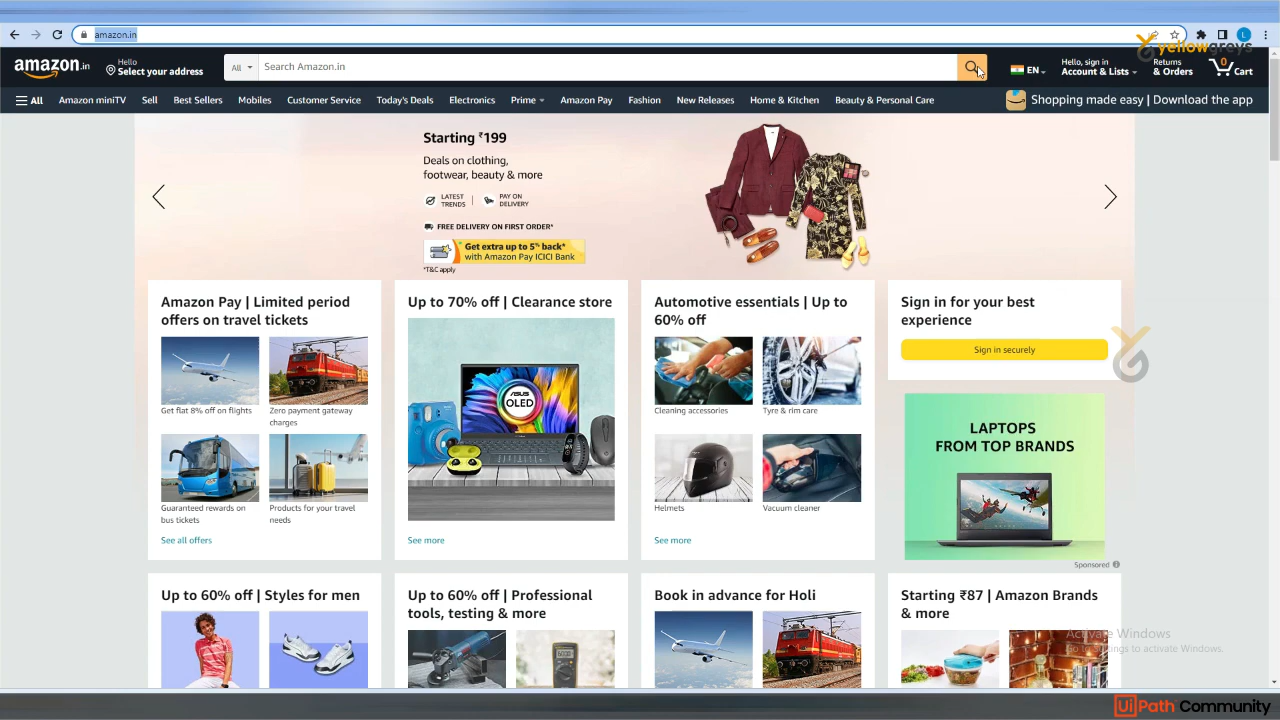 amazon.in
yellowgreys
amazon.in
Hello
Select your address
All
Search Amazon.in
EN
Hello, sign in
Account & Lists
Returns
& Orders
0
Cart
All
Amazon miniTV
Sell
Best Sellers
Mobiles
Customer Service
Today's Deals
Electronics
Prime
Amazon Pay
Fashion
New Releases
Home & Kitchen
Beauty & Personal Care
Shopping made easy | Download the app
Starting ₹199
Deals on clothing,
footwear, beauty & more
LATEST
TRENDS
PAY ON
DELIVERY
FREE DELIVERY ON FIRST ORDER*
Get extra up to 5% back*
with Amazon Pay ICICI Bank
*T&C apply
Amazon Pay | Limited period
offers on travel tickets
Get flat 8% off on flights
Zero payment gateway
charges
Guaranteed rewards on
bus tickets
Products for your travel
needs
See all offers
Up to 70% off | Clearance store
ASUS
OLED
See more
Automotive essentials | Up to
60% off
Cleaning accessories
Tyre & rim care
Helmets
Vacuum cleaner
See more
Sign in for your best
experience
Sign in securely
LAPTOPS
FROM TOP BRANDS
Sponsored
Up to 60% off | Styles for men
Up to 60% off | Professional
tools, testing & more
Book in advance for Holi
Starting ₹87 | Amazon Brands
& more
Activate Windows
Go to Settings to activate Windows.
UiPath Community